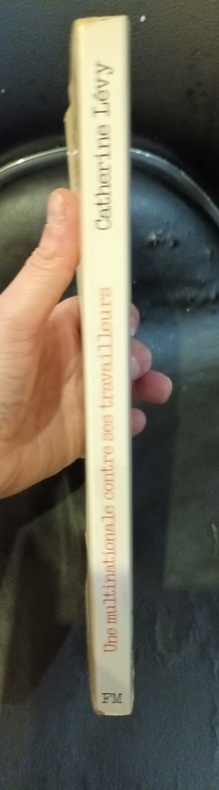 Catherine Lévy
Une multinationale contre ses travailleurs
FM